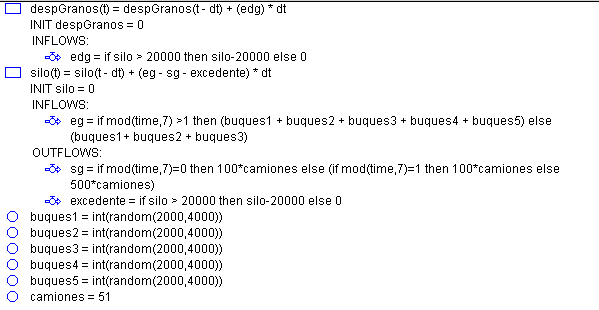 despGranos(t) = despGranos(t - dt) + (edg) * dt
INIT despGranos = 0
INFLOWS:
edg = if silo > 20000 then silo-20000 else 0
silo(t) = silo(t - dt) + (eg - sg - excedente) * dt
INIT silo = 0
INFLOWS:
eg = if mod(time,7) >1 then (buques1 + buques2 + buques3 + buques4 + buques5) else
(buques1+ buques2 + buques3)
OUTFLOWS:
sg = if mod(time,7)=0 then 100*camiones else (if mod(time,7)=1 then 100*camiones else
500*camiones)
excedente = if silo > 20000 then silo-20000 else 0
buques1 = int(random(2000,4000))
buques2 = int(random(2000,4000))
buques3 = int(random(2000,4000))
buques4 = int(random(2000,4000))
buques5 = int(random(2000,4000))
camiones = 51